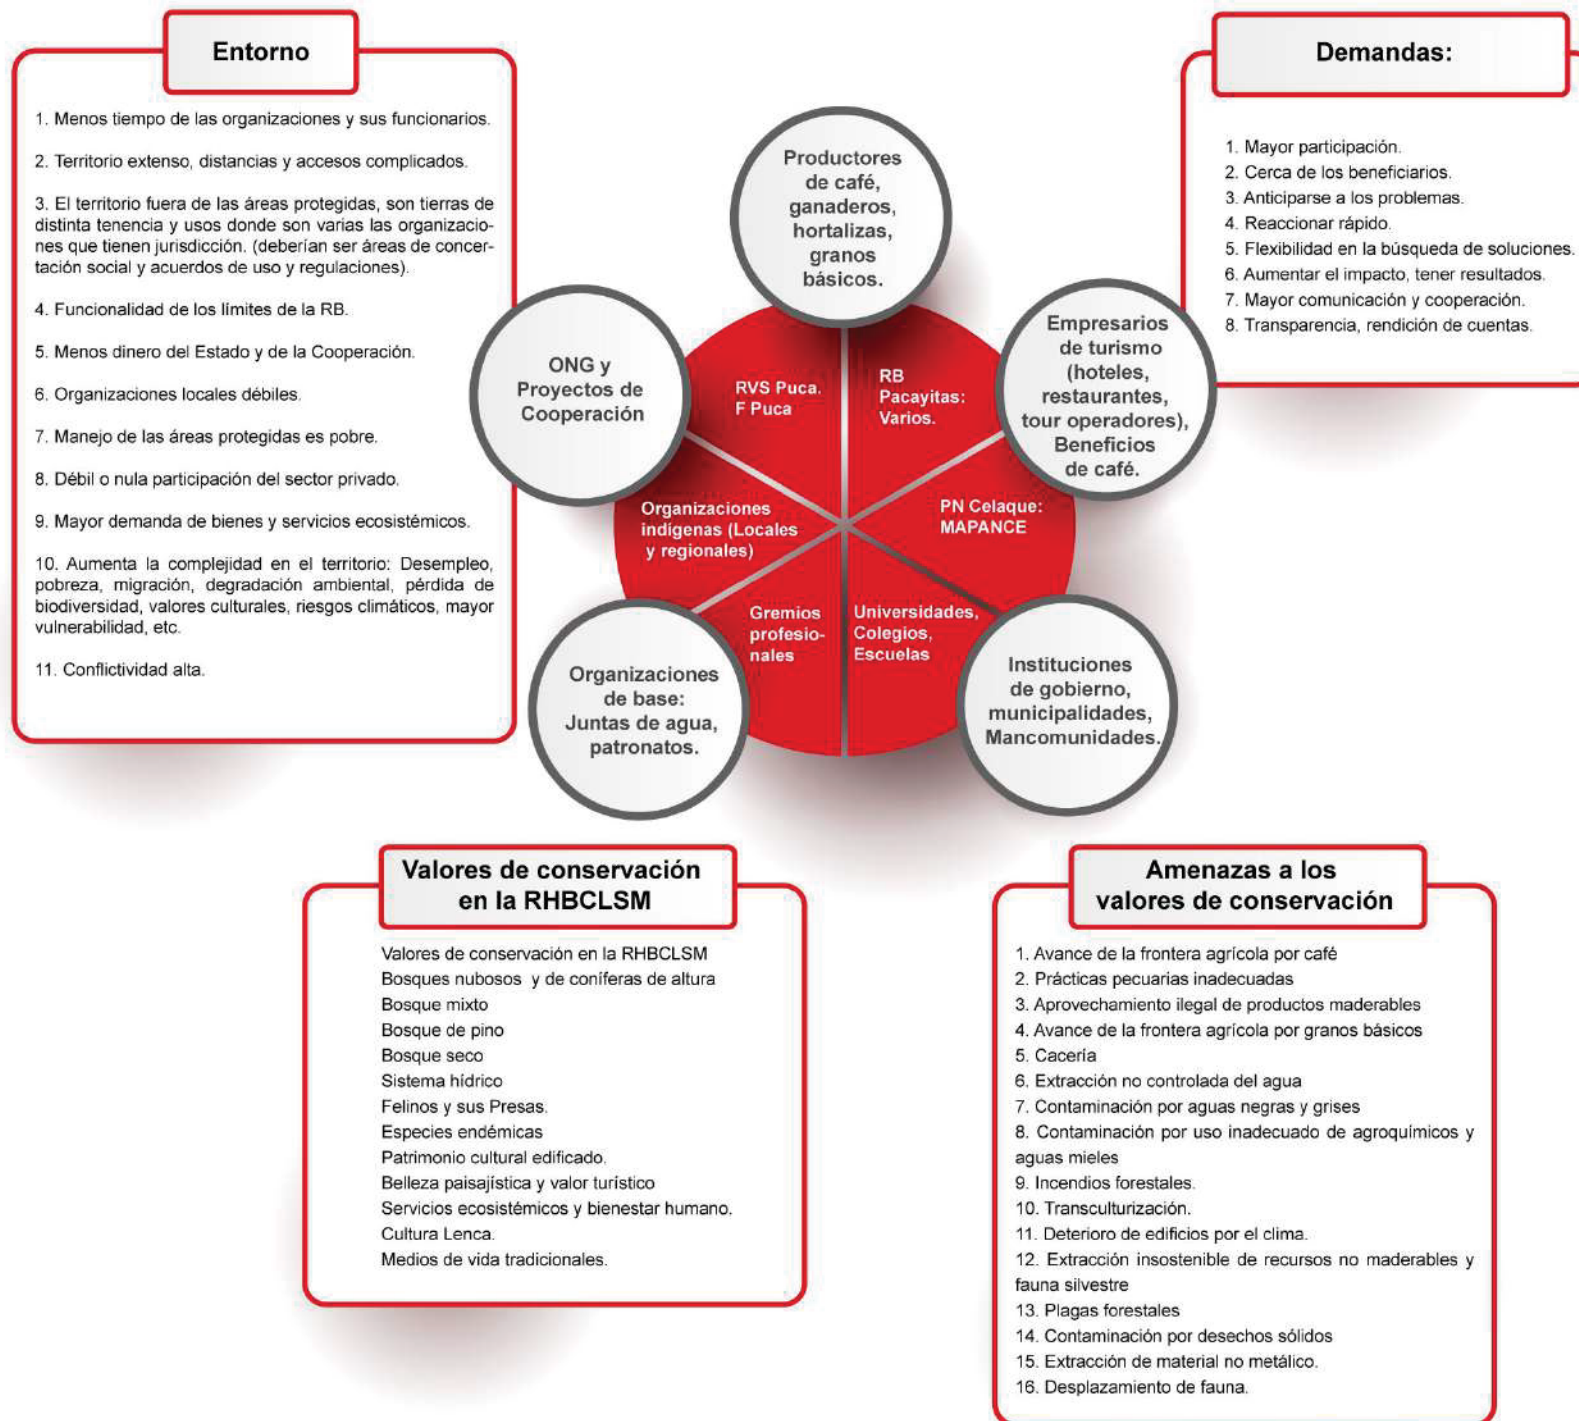 Entorno
1. Menos tiempo de las organizaciones y sus funcionarios.
2. Territorio extenso, distancias y accesos complicados.
3. El territorio fuera de las áreas protegidas, son tierras de
distinta tenencia y usos donde son varias las organizacio-
nes que tienen jurisdicción. (deberían ser áreas de concer-
tación social y acuerdos de uso y regulaciones).
4. Funcionalidad de los límites de la RB.
5. Menos dinero del Estado y de la Cooperación.
6. Organizaciones locales débiles.
7. Manejo de las áreas protegidas es pobre.
8. Débil o nula participación del sector privado.
9. Mayor demanda de bienes y servicios ecosistémicos.
10. Aumenta la complejidad en el territorio: Desempleo,
pobreza, migración, degradación ambiental, pérdida de
biodiversidad, valores culturales, riesgos climáticos, mayor
vulnerabilidad, etc.
11. Conflictividad alta.
Productores
de café,
ganaderos,
hortalizas,
granos
básicos.
Demandas:
1. Mayor participación.
2. Cerca de los beneficiarios.
3. Anticiparse a los problemas.
4. Reaccionar rápido.
5. Flexibilidad en la búsqueda de soluciones.
6. Aumentar el impacto, tener resultados.
7. Mayor comunicación y cooperación.
8. Transparencia, rendición de cuentas.
ONG y
Proyectos de
Cooperación
RVS Puca.
F Puca
RB
Pacayitas:
Varios.
Empresarios
de turismo
(hoteles,
restaurantes,
tour operadores),
Beneficios
de café.
Organizaciones
indígenas (Locales
y regionales)
PN Celaque:
MAPANCE
Gremios
profesio-
nales
Universidades,
Colegios,
Escuelas
Organizaciones
de base:
Juntas de agua,
patronatos.
Instituciones
de gobierno,
municipalidades,
Mancomunidades.
Valores de conservación
en la RHBCLSM
Valores de conservación en la RHBCLSM
Bosques nubosos y de coníferas de altura
Bosque mixto
Bosque de pino
Bosque seco
Sistema hídrico
Felinos y sus Presas.
Especies endémicas
Patrimonio cultural edificado.
Belleza paisajística y valor turístico
Servicios ecosistémicos y bienestar humano.
Cultura Lenca.
Medios de vida tradicionales.
Amenazas a los
valores de conservación
1. Avance de la frontera agrícola por café
2. Prácticas pecuarias inadecuadas
3. Aprovechamiento ilegal de productos maderables
4. Avance de la frontera agrícola por granos básicos
5. Cacería
6. Extracción no controlada del agua
7. Contaminación por aguas negras y grises
8. Contaminación por uso inadecuado de agroquímicos y
aguas mieles
9. Incendios forestales.
10. Transculturización.
11. Deterioro de edificios por el clima.
12. Extracción insostenible de recursos no maderables y
fauna silvestre
13. Plagas forestales
14. Contaminación por desechos sólidos
15. Extracción de material no metálico.
16. Desplazamiento de fauna.